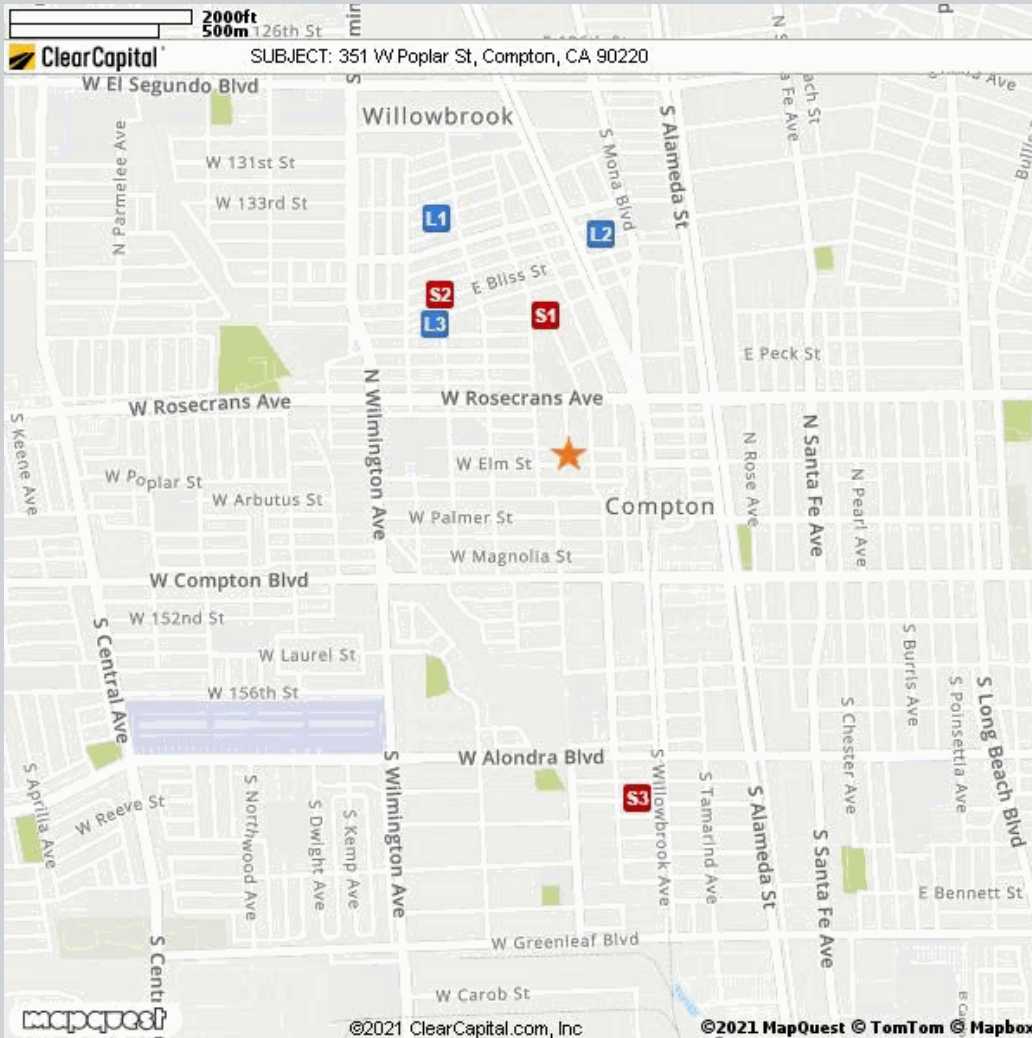 2000ft
500m
126th St
ClearCapital
SUBJECT: 351 W Poplar St, Compton, CA 90220
W El Segundo Blvd
Willowbrook
N Parmelee Ave
W 131st St
S Mona Blvd
S Alameda St
W 133rd St
L1
L2
E Bliss St
S2
S1
L3
E Peck St
W Rosecrans Ave
W Rosecrans Ave
N Wilmington Ave
S Keene Ave
W Elm St
W Poplar St
N Rose Ave
N Santa Fe Ave
N Pearl Ave
W Arbutus St
Compton
W Palmer St
W Magnolia St
W Compton Blvd
W 152nd St
S Central Ave
W Laurel St
S Burris Ave
W 156th St
S Chester Ave
S Poinsettia Ave
S Long Beach Blvd
W Alondra Blvd
S Aprilia Ave
W Reeve St
S Northwood Ave
S Dwight Ave
S Kemp Ave
S Wilmington Ave
S3
S Willowbrook Ave
S Tamarind Ave
S Alameda St
S Santa Fe Ave
E Bennett St
W Greenleaf Blvd
S Centr
W Carob St
mapquest
©2021 ClearCapital.com, Inc
©2021 MapQuest © TomTom © Mapbox